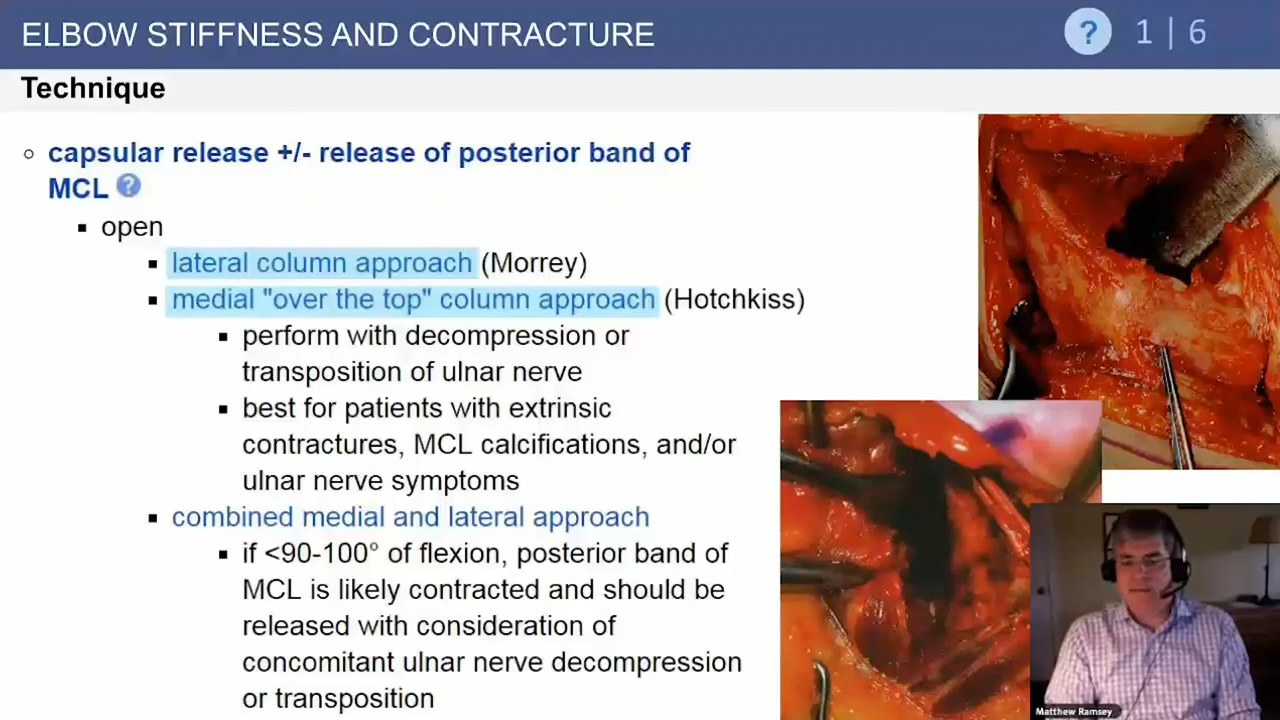 ELBOW STIFFNESS AND CONTRACTURE
? 1 | 6
Technique
capsular release +/- release of posterior band of
MCL ?
open
lateral column approach (Morrey)
medial "over the top" column approach (Hotchkiss)
perform with decompression or
transposition of ulnar nerve
best for patients with extrinsic
contractures, MCL calcifications, and/or
ulnar nerve symptoms
combined medial and lateral approach
if <90-100° of flexion, posterior band of
MCL is likely contracted and should be
released with consideration of
concomitant ulnar nerve decompression
or transposition
Matthew Ramsey